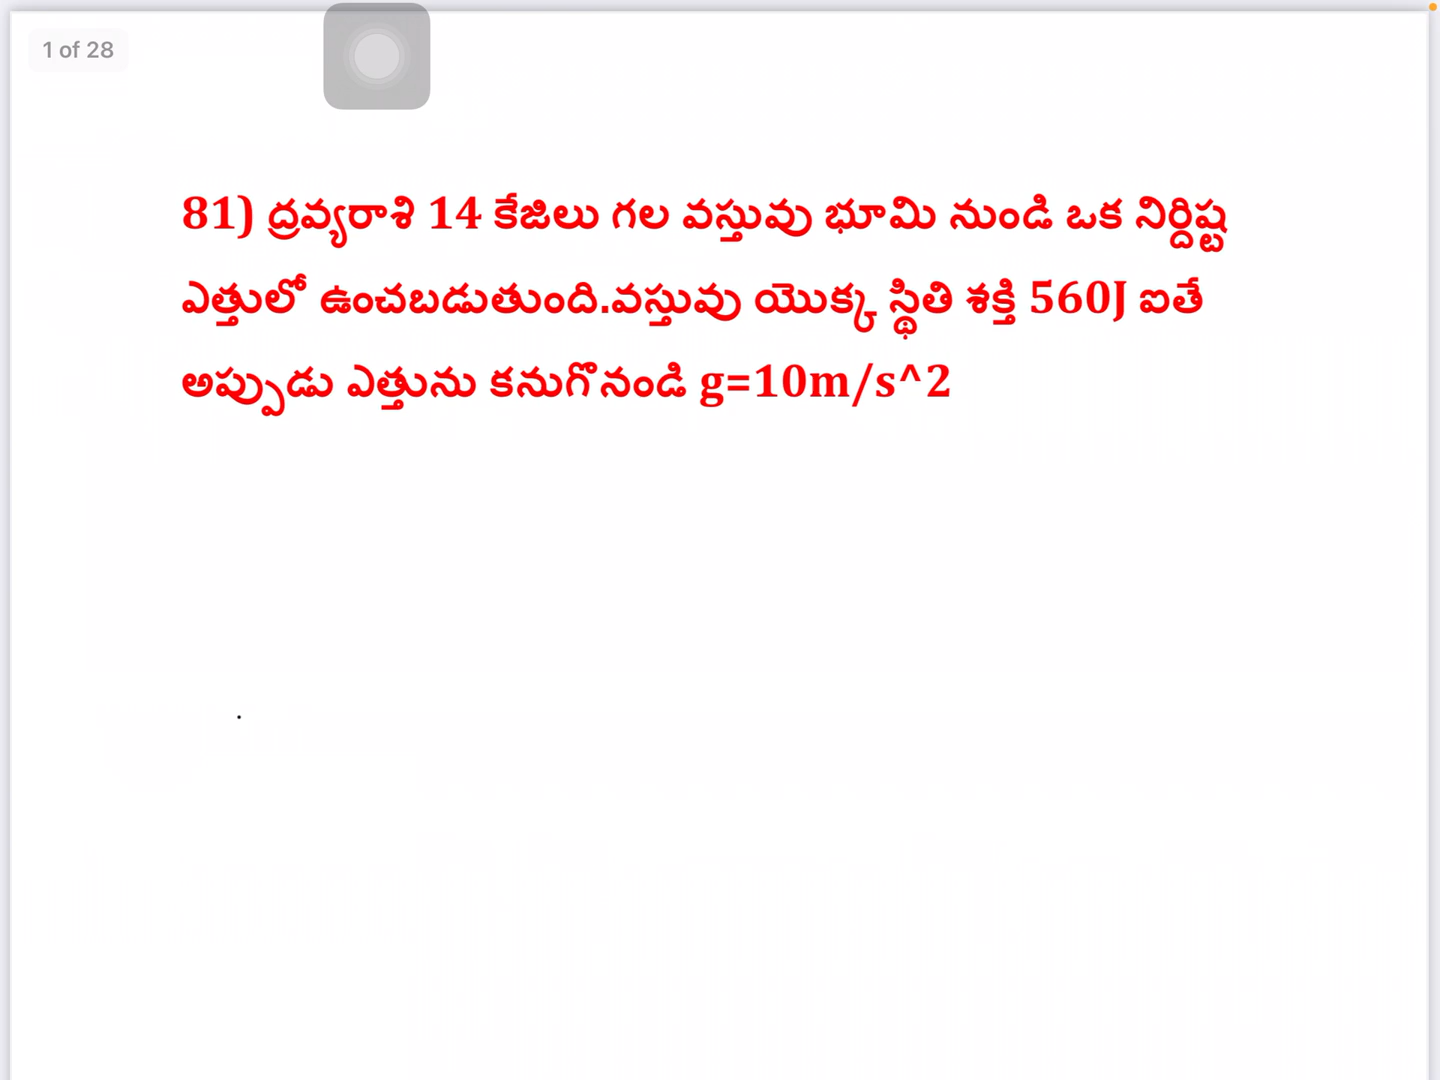 1 of 28
81) ద్రవ్యరాశి 14 కేజిలు గల వస్తువు భూమి నుండి ఒక నిర్దిష్ట
ఎత్తులో ఉంచబడుతుంది.వస్తువు యొక్క స్థితి శక్తి 560J ఐతే
అప్పుడు ఎత్తును కనుగొనండి g=10m/s^2